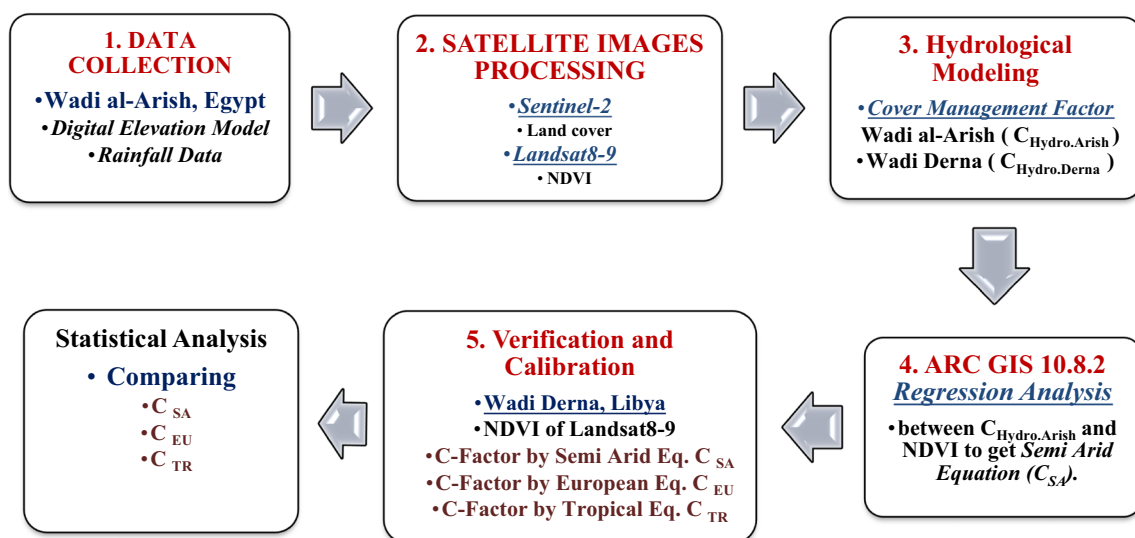 1. DATA
COLLECTION
•Wadi al-Arish, Egypt
•Digital Elevation Model
•Rainfall Data
2. SATELLITE IMAGES
PROCESSING
•Sentinel-2
•Land cover
•Landsat8-9
•NDVI
3. Hydrological
Modeling
•Cover Management Factor
Wadi al-Arish ( C Hydro.Arish )
•Wadi Derna ( C Hydro.Derna )
4. ARC GIS 10.8.2
Regression Analysis
•between C Hydro.Arish and
NDVI to get Semi Arid
Equation (C SA).
5. Verification and
Calibration
•Wadi Derna, Libya
•NDVI of Landsat8-9
•C-Factor by Semi Arid Eq. C SA
•C-Factor by European Eq. C EU
•C-Factor by Tropical Eq. C TR
Statistical Analysis
• Comparing
•C SA
•C EU
•C TR